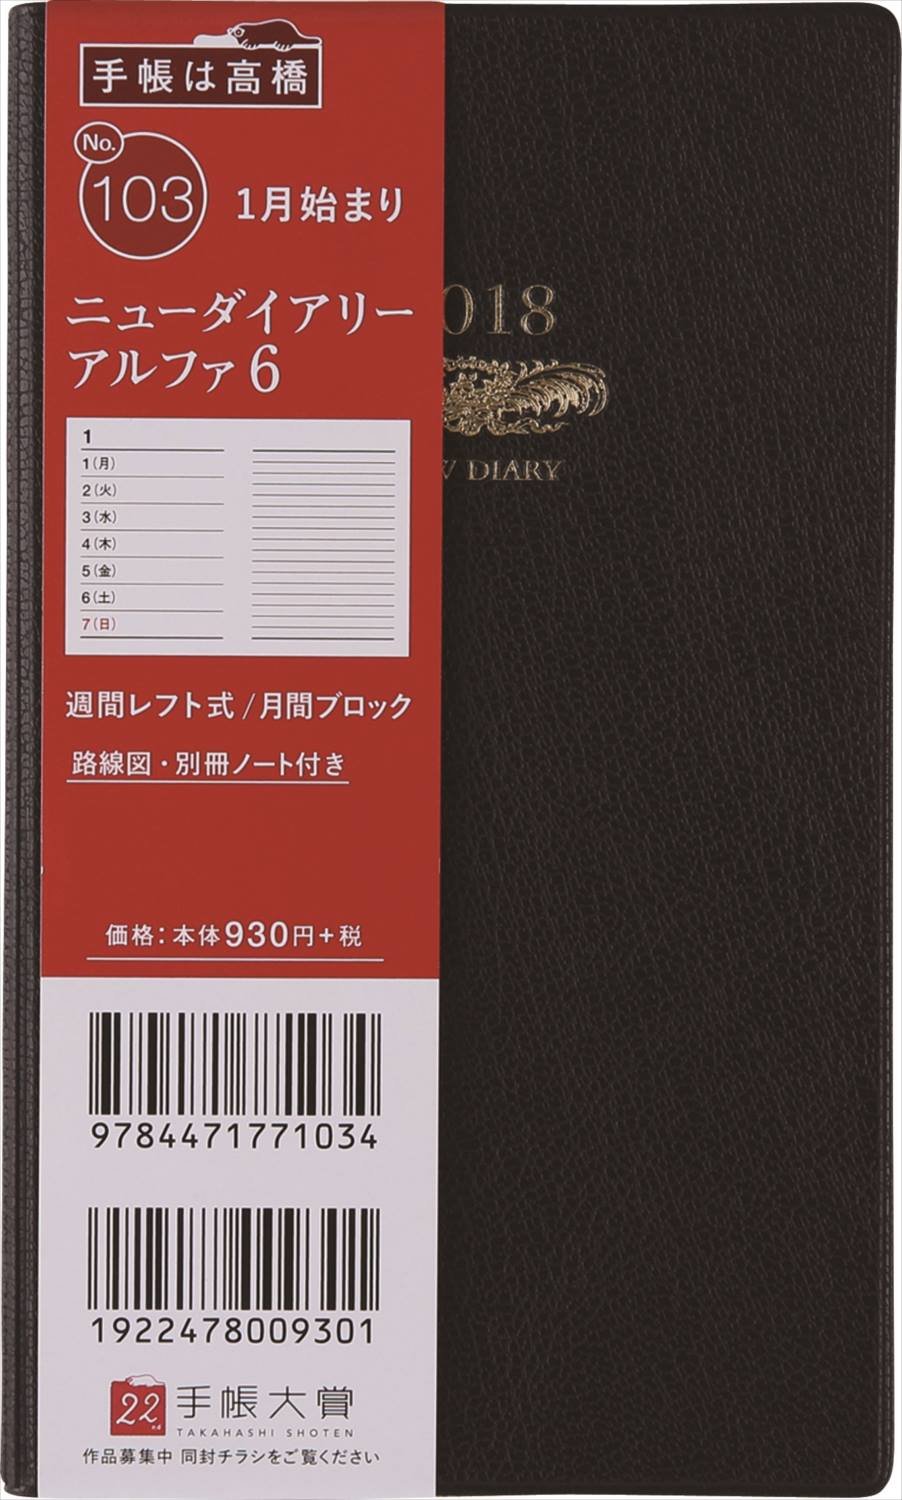 手帳は高橋
No.
103
1月始まり
ニューダイアリー
アルファ6
1
1(月)
2(火)
3(水)
4(木)
5(金)
6(土)
7(日)
週間レフト式/月間ブロック
路線図・別冊ノート付き
価格：本体930円+税
9784471771034
1922478009301
22
手帳大賞
TAKAHASHI SHOTEN
作品募集中 同封チラシをご覧ください
018
DIARY